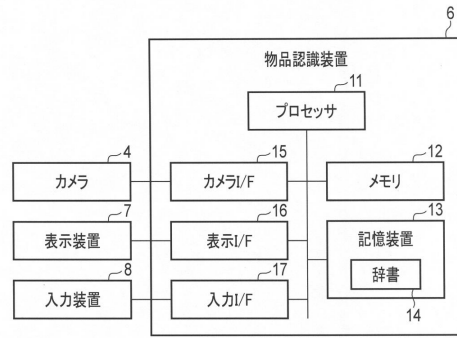 6
物品認識装置
11
プロセッサ
4
カメラ
15
カメラI/F
12
メモリ
7
表示装置
16
表示I/F
13
記憶装置
8
入力装置
17
入力I/F
辞書
14